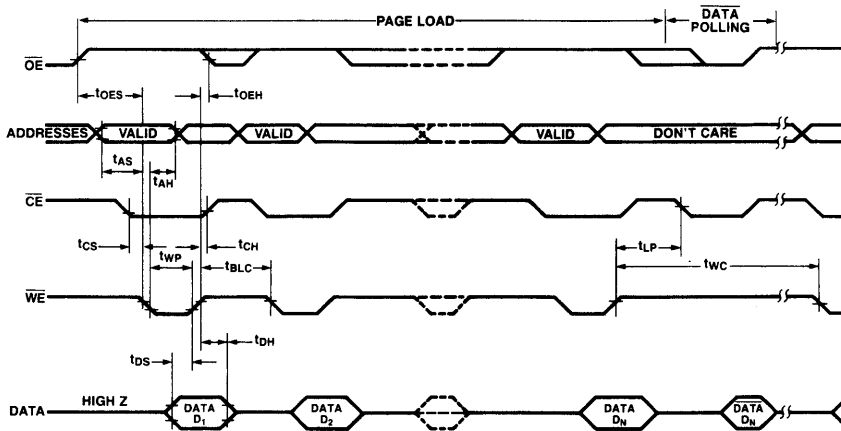 PAGE LOAD
DATA
POLLING
OE
tOES
tOEH
ADDRESSES
VALID
VALID
VALID
DON'T CARE
tAS
tAH
CE
tCS
tWP
tCH
tBLC
tLP
tWC
WE
tDS
tDH
HIGH Z
DATA
DATA
D1
DATA
D2
DATA
DN
DATA
DN